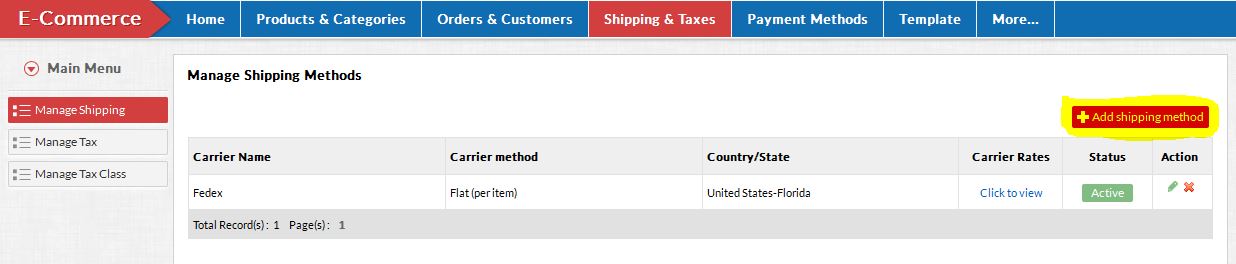 E-Commerce Home Products & Categories Orders & Customers Shipping & Taxes Payment Methods Template More...
Main Menu
Manage Shipping
Manage Tax
Manage Tax Class
Manage Shipping Methods
Add shipping method
Carrier Name Carrier method Country/State Carrier Rates Status Action
Fedex Flat (per item) United States-Florida Click to view Active
Total Record(s) : 1 Page(s) : 1